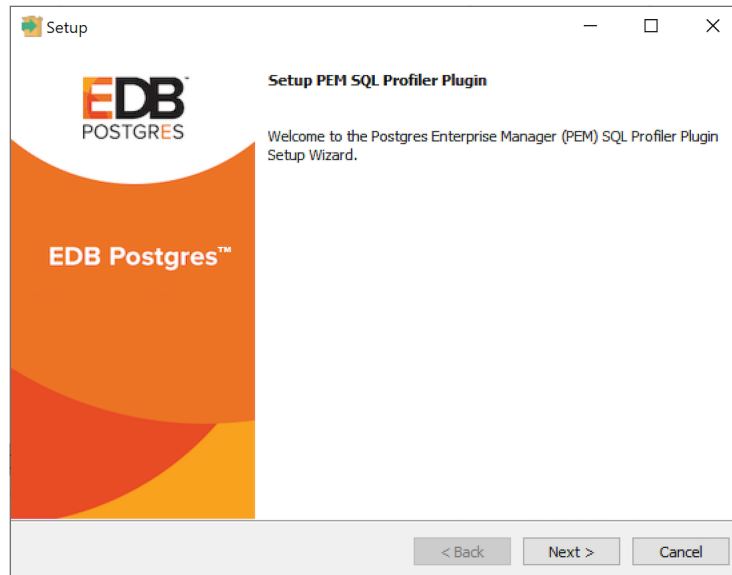 Setup
EDB™
POSTGRES
EDB Postgres™
Setup PEM SQL Profiler Plugin
Welcome to the Postgres Enterprise Manager (PEM) SQL Profiler Plugin
Setup Wizard.
< Back
Next >
Cancel